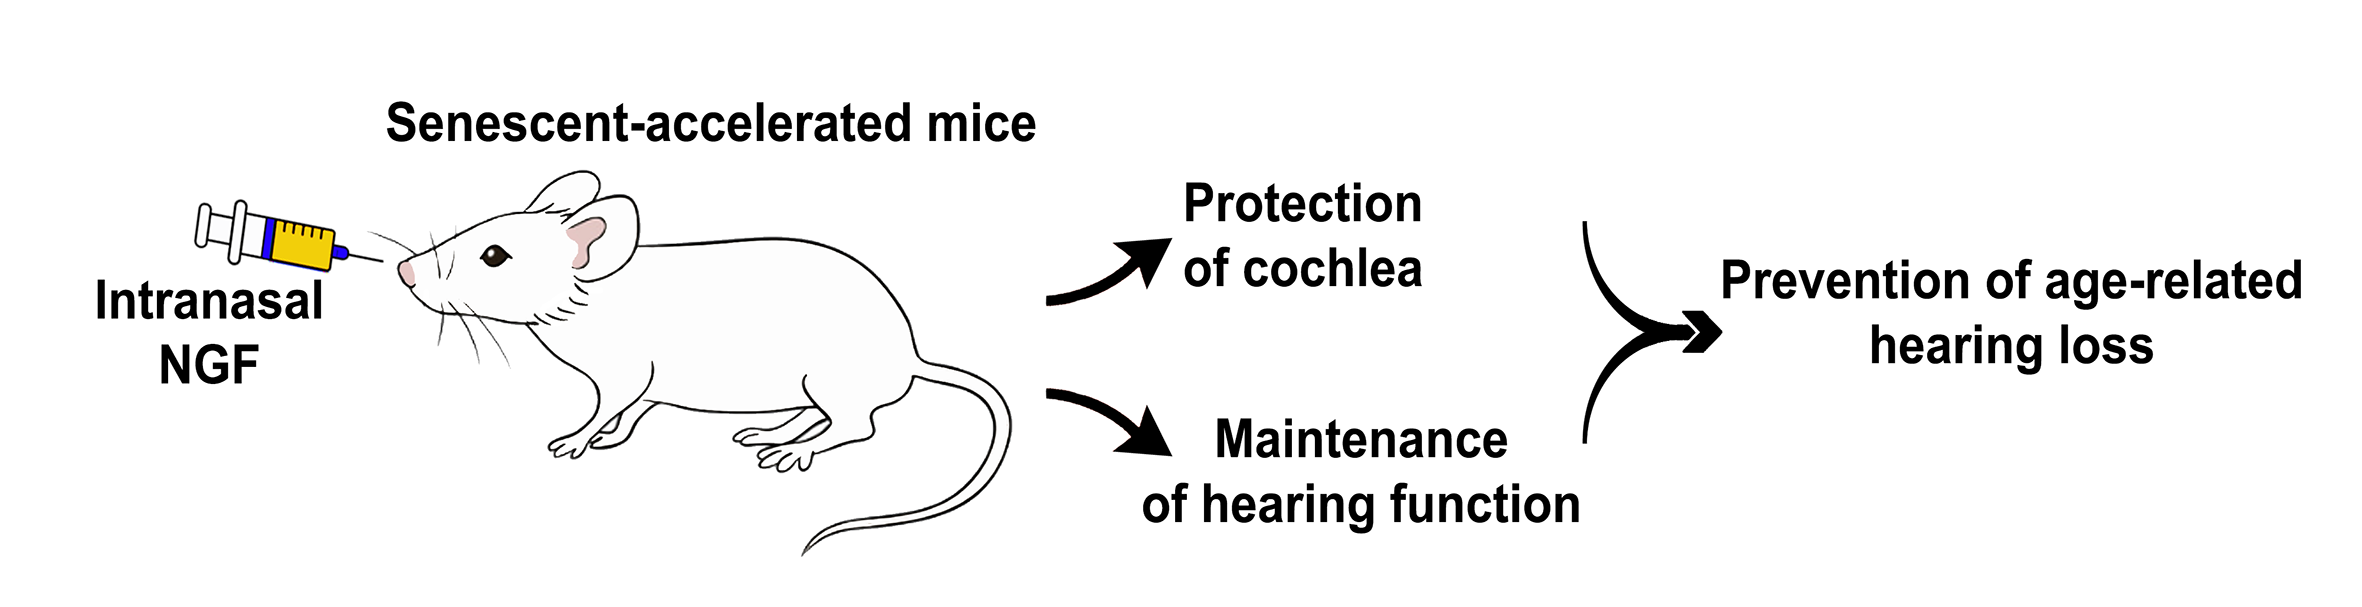 Senescent-accelerated mice
Intranasal
NGF
Protection
of cochlea
Maintenance
of hearing function
Prevention of age-related
hearing loss